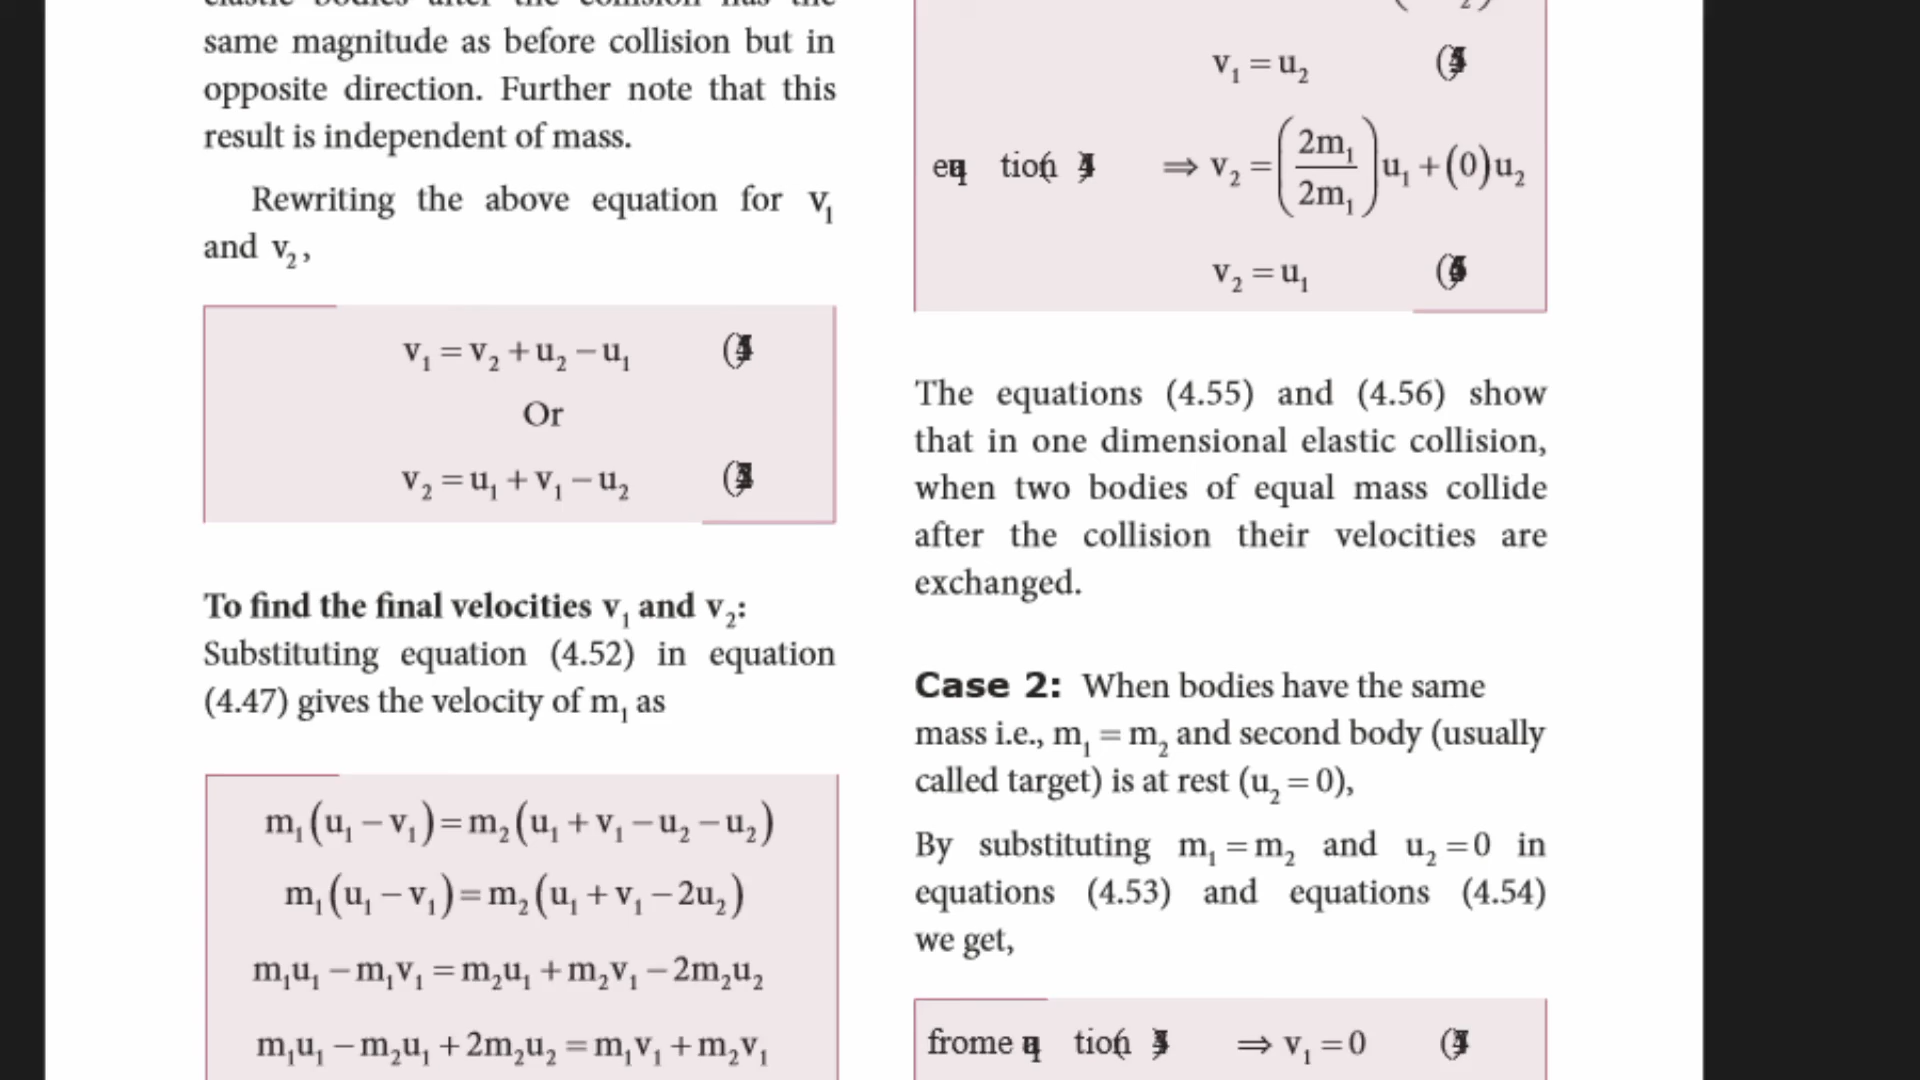 same magnitude as before collision but in
opposite direction. Further note that this
result is independent of mass.
Rewriting the above equation for v₁
and v₂,
v₁ = v₂ + u₂ − u₁
Or
v₂ = u₁ + v₁ − u₂
To find the final velocities v₁ and v₂:
Substituting equation (4.52) in equation
(4.47) gives the velocity of m₁ as
m₁(u₁ − v₁) = m₂(u₁ + v₁ − u₂ − u₂)
m₁(u₁ − v₁) = m₂(u₁ + v₁ − 2u₂)
m₁u₁ − m₁v₁ = m₂u₁ + m₂v₁ − 2m₂u₂
m₁u₁ − m₂u₁ + 2m₂u₂ = m₁v₁ + m₂v₁
v₁ = u₂
⇒ v₂ = (2m₁/2m₁)u₁ + (0)u₂
v₂ = u₁
The equations (4.55) and (4.56) show
that in one dimensional elastic collision,
when two bodies of equal mass collide
after the collision their velocities are
exchanged.
Case 2: When bodies have the same
mass i.e., m₁ = m₂ and second body (usually
called target) is at rest (u₂ = 0),
By substituting m₁ = m₂ and u₂ = 0 in
equations (4.53) and equations (4.54)
we get,
⇒ v₁ = 0